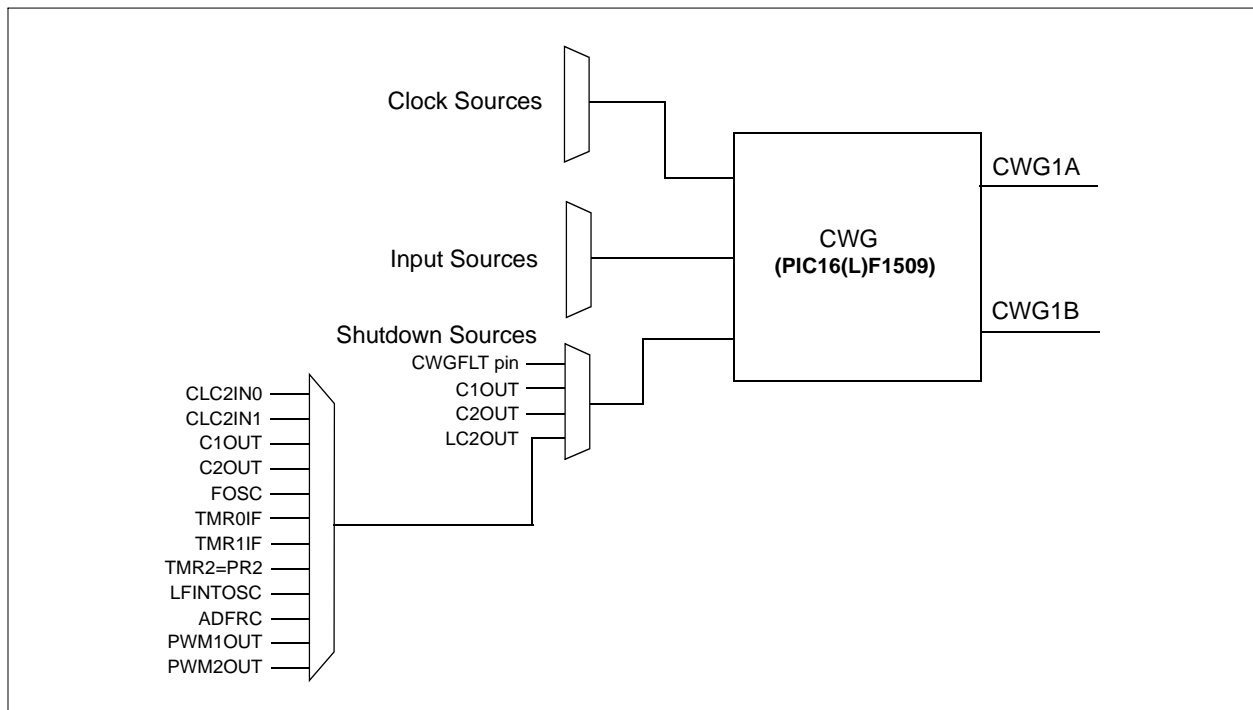 Clock Sources
CWG1A
CWG
(PIC16(L)F1509)
Input Sources
CWG1B
Shutdown Sources
CWGFLT pin
C1OUT
C2OUT
LC2OUT
CLC2IN0
CLC2IN1
C1OUT
C2OUT
FOSC
TMR0IF
TMR1IF
TMR2=PR2
LFINTOSC
ADFRC
PWM1OUT
PWM2OUT